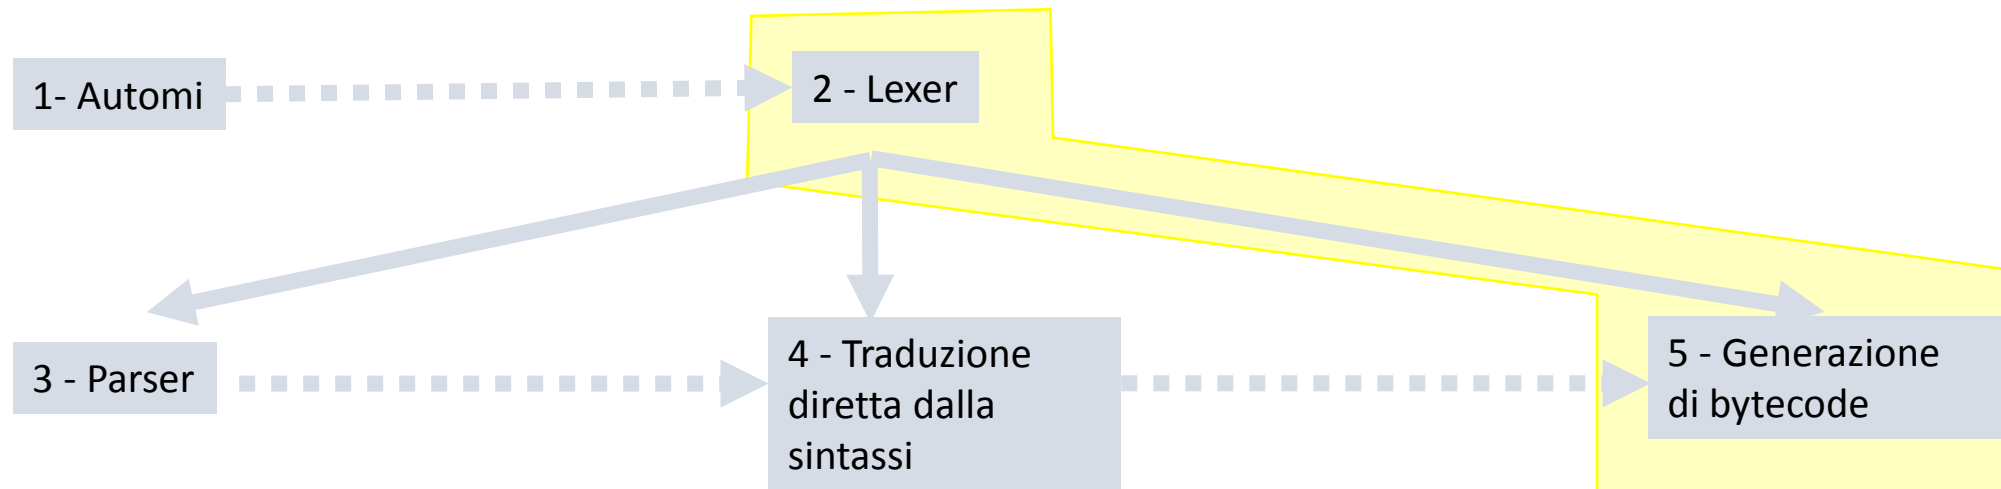 1- Automi
2 - Lexer
3 - Parser
4 - Traduzione
diretta dalla
sintassi
5 - Generazione
di bytecode